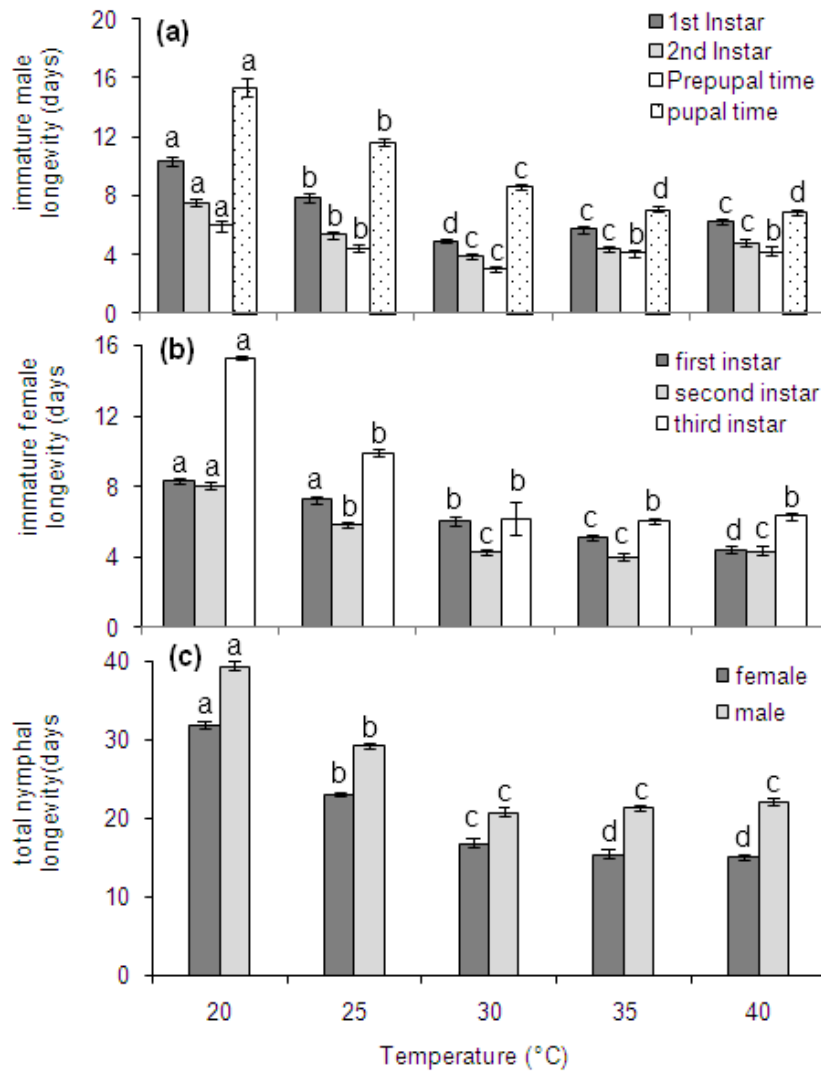 (a)
1st Instar
2nd Instar
Prepupal time
pupal time
immature male
longevity (days)
20
16
12
8
4
0
a
a
a
a
b
b
b
b
d
c
c
c
c
c
b
d
c
c
b
d
(b)
first instar
second instar
third instar
immature female
longevity (days
16
12
8
4
0
a
a
a
a
b
b
b
c
b
c
c
b
d
c
b
(c)
female
male
total nymphal
longevity(days
40
30
20
10
0
a
a
b
b
c
c
d
c
d
c
20
25
30
35
40
Temperature (°C)